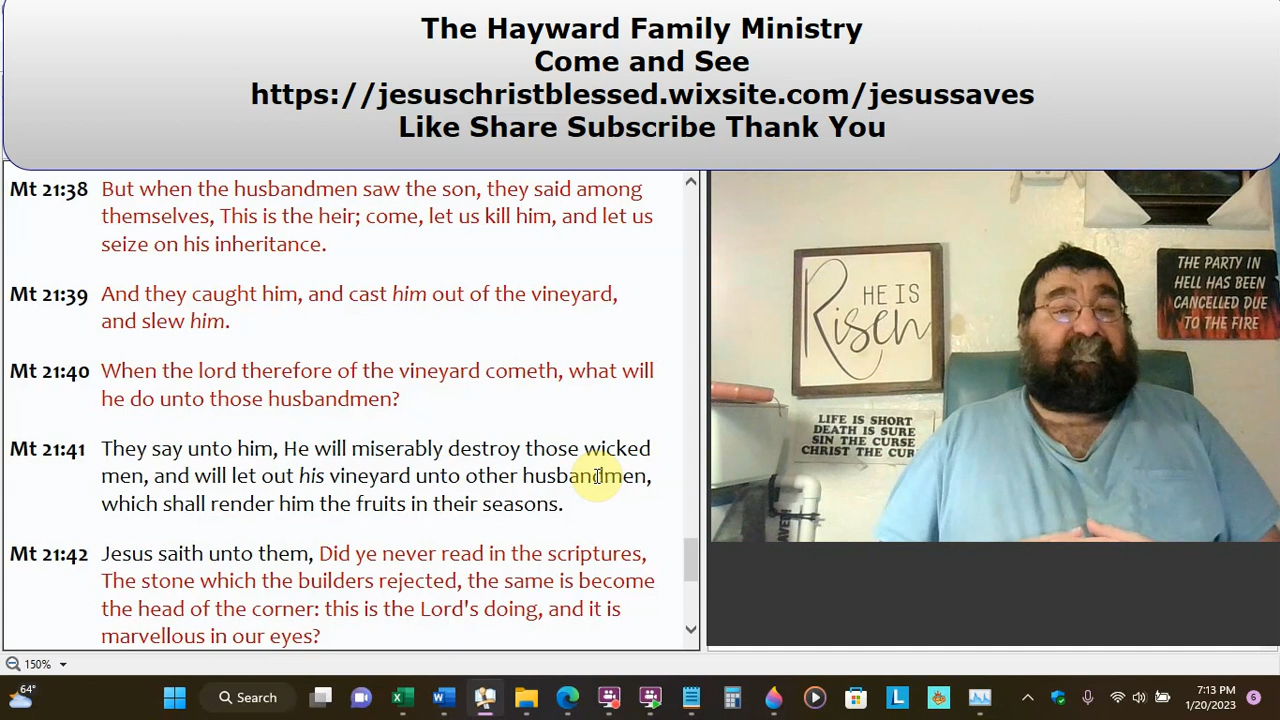 The Hayward Family Ministry
Come and See
https://jesuschristblessed.wixsite.com/jesussaves
Like Share Subscribe Thank You
Mt 21:38 But when the husbandmen saw the son, they said among
themselves, This is the heir; come, let us kill him, and let us
seize on his inheritance.
Mt 21:39 And they caught him, and cast him out of the vineyard,
and slew him.
Mt 21:40 When the lord therefore of the vineyard cometh, what will
he do unto those husbandmen?
Mt 21:41 They say unto him, He will miserably destroy those wicked
men, and will let out his vineyard unto other husbandmen,
which shall render him the fruits in their seasons.
Mt 21:42 Jesus saith unto them, Did ye never read in the scriptures,
The stone which the builders rejected, the same is become
the head of the corner: this is the Lord's doing, and it is
marvellous in our eyes?
HE IS
Risen
THE PARTY IN
HELL HAS BEEN
CANCELLED DUE
TO THE FIRE
LIFE IS SHORT
DEATH IS SURE
SIN THE CURSE
CHRIST THE CUR
150%
64°
Search
L
7:13 PM
1/20/2023
6